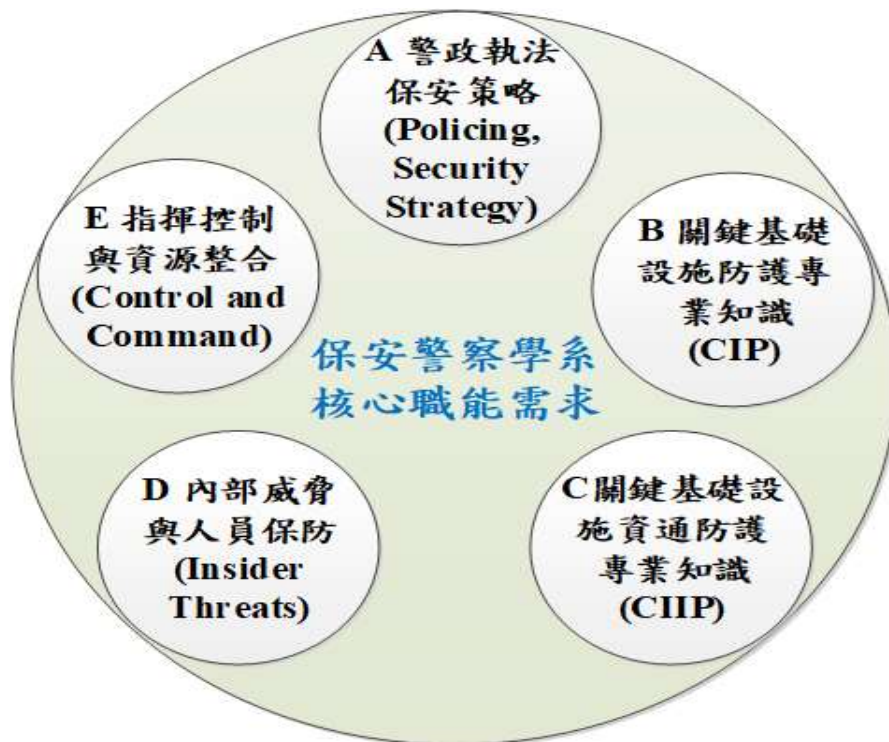 A 警政執法
保安策略
(Policing,
Security
Strategy)
E 指揮控制
與資源整合
(Control and
Command)
B 關鍵基礎
設施防護專
業知識
(CIP)
保安警察學系
核心職能需求
D 內部威脅
與人員保防
(Insider
Threats)
C關鍵基礎設
施資通防護
專業知識
(CIIP)